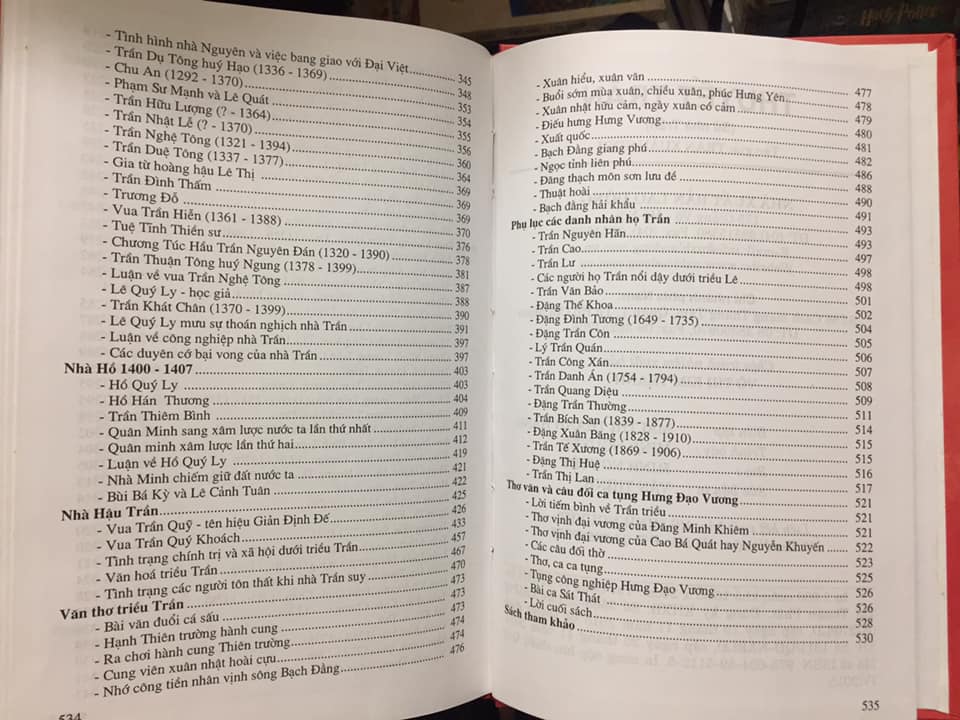 - Tình hình nhà Nguyên và việc bang giao với Đại Việt.......... 345
- Trần Dụ Tông huý Hạo (1336 - 1369).......... 348
- Chu An (1292 - 1370).......... 353
- Phạm Sư Mạnh và Lê Quát .......... 354
- Trần Hữu Lượng (? - 1364).......... 355
- Trần Nhật Lễ (? - 1370).......... 356
- Trần Nghệ Tông (1321 - 1394).......... 360
- Trần Duệ Tông (1337 - 1377).......... 364
- Gia từ hoàng hậu Lê Thị .......... 369
- Trần Đình Thấm .......... 369
- Trương Đỗ .......... 369
- Vua Trần Hiễn (1361 - 1388).......... 370
- Tuệ Tĩnh Thiền sư.......... 376
- Chương Túc Hầu Trần Nguyên Đán (1320 - 1390).......... 378
- Trần Thuận Tông huý Ngung (1378 - 1399).......... 381
- Luận về vua Trần Nghệ Tông .......... 387
- Lê Quý Ly - học giả.......... 388
- Trần Khát Chân (1370 - 1399).......... 390
- Lê Quý Ly mưu sự thoán nghịch nhà Trần.......... 391
- Luận về công nghiệp nhà Trần.......... 397
- Các duyên cớ bại vong của nhà Trần.......... 397
Nhà Hồ 1400 - 1407.......... 403
- Hồ Quý Ly .......... 403
- Hồ Hán Thương .......... 404
- Trần Thiêm Bình .......... 409
- Quân Minh sang xâm lược nước ta lần thứ nhất.......... 411
- Quân minh xâm lược lần thứ hai.......... 412
- Luận về Hồ Quý Ly .......... 419
- Nhà Minh chiếm giữ đất nước ta .......... 421
- Bùi Bá Kỳ và Lê Cảnh Tuân .......... 422
Nhà Hậu Trần.......... 425
- Vua Trần Quỹ - tên hiệu Giản Định Đế.......... 426
- Vua Trần Quý Khoách.......... 433
- Tình trạng chính trị và xã hội dưới triều Trần.......... 457
- Văn hoá triều Trần.......... 467
- Tình trạng các người tôn thất khi nhà Trần suy .......... 470
Văn thơ triều Trần.......... 473
- Bài văn đuổi cá sấu .......... 473
- Hạnh Thiên trường hành cung .......... 473
- Ra chơi hành cung Thiên trường.......... 474
- Cung viên xuân nhật hoài cựu.......... 474
- Nhớ công tiền nhân vịnh sông Bạch Đằng.......... 476
534
- Xuân hiểu, xuân vãn .......... 477
- Buổi sớm mùa xuân, chiều xuân, phúc Hưng Yên.......... 478
- Xuân nhật hữu cảm, ngày xuân có cảm .......... 479
- Điếu hưng Hưng Vương.......... 480
- Xuất quốc.......... 481
- Bạch Đằng giang phú.......... 482
- Ngọc tỉnh liên phú.......... 486
- Đăng thạch môn sơn lưu đề .......... 488
- Thuật hoài .......... 490
- Bạch đằng hải khẩu .......... 491
Phụ lục các danh nhân họ Trần .......... 493
- Trần Nguyên Hãn.......... 493
- Trần Cao.......... 497
- Trần Lư .......... 498
- Các người họ Trần nổi dậy dưới triều Lê.......... 498
- Trần Văn Bảo .......... 501
- Đặng Thế Khoa.......... 502
- Đặng Đình Tương (1649 - 1735).......... 504
- Đặng Trần Côn .......... 505
- Lý Trần Quán.......... 506
- Trần Công Xán.......... 507
- Trần Danh Án (1754 - 1794).......... 508
- Trần Quang Diệu .......... 509
- Đặng Trần Thường.......... 511
- Trần Bích San (1839 - 1877).......... 514
- Đặng Xuân Bảng (1828 - 1910).......... 515
- Trần Tế Xương (1869 - 1906).......... 515
- Đặng Thị Huệ .......... 516
- Trần Thị Lan .......... 517
Thơ văn và câu đối ca tụng Hưng Đạo Vương.......... 521
- Lời tiếm bình về Trần triều .......... 521
- Thơ vịnh đại vương của Đăng Minh Khiêm.......... 521
- Thơ vịnh đại vương của Cao Bá Quát hay Nguyễn Khuyến .......... 522
- Các câu đối thờ.......... 523
- Thơ, ca ca tụng.......... 525
- Tụng công nghiệp Hưng Đạo Vương.......... 526
- Bài ca Sát Thát .......... 526
- Lời cuối sách.......... 528
Sách tham khảo.......... 530
535
Harry Potter